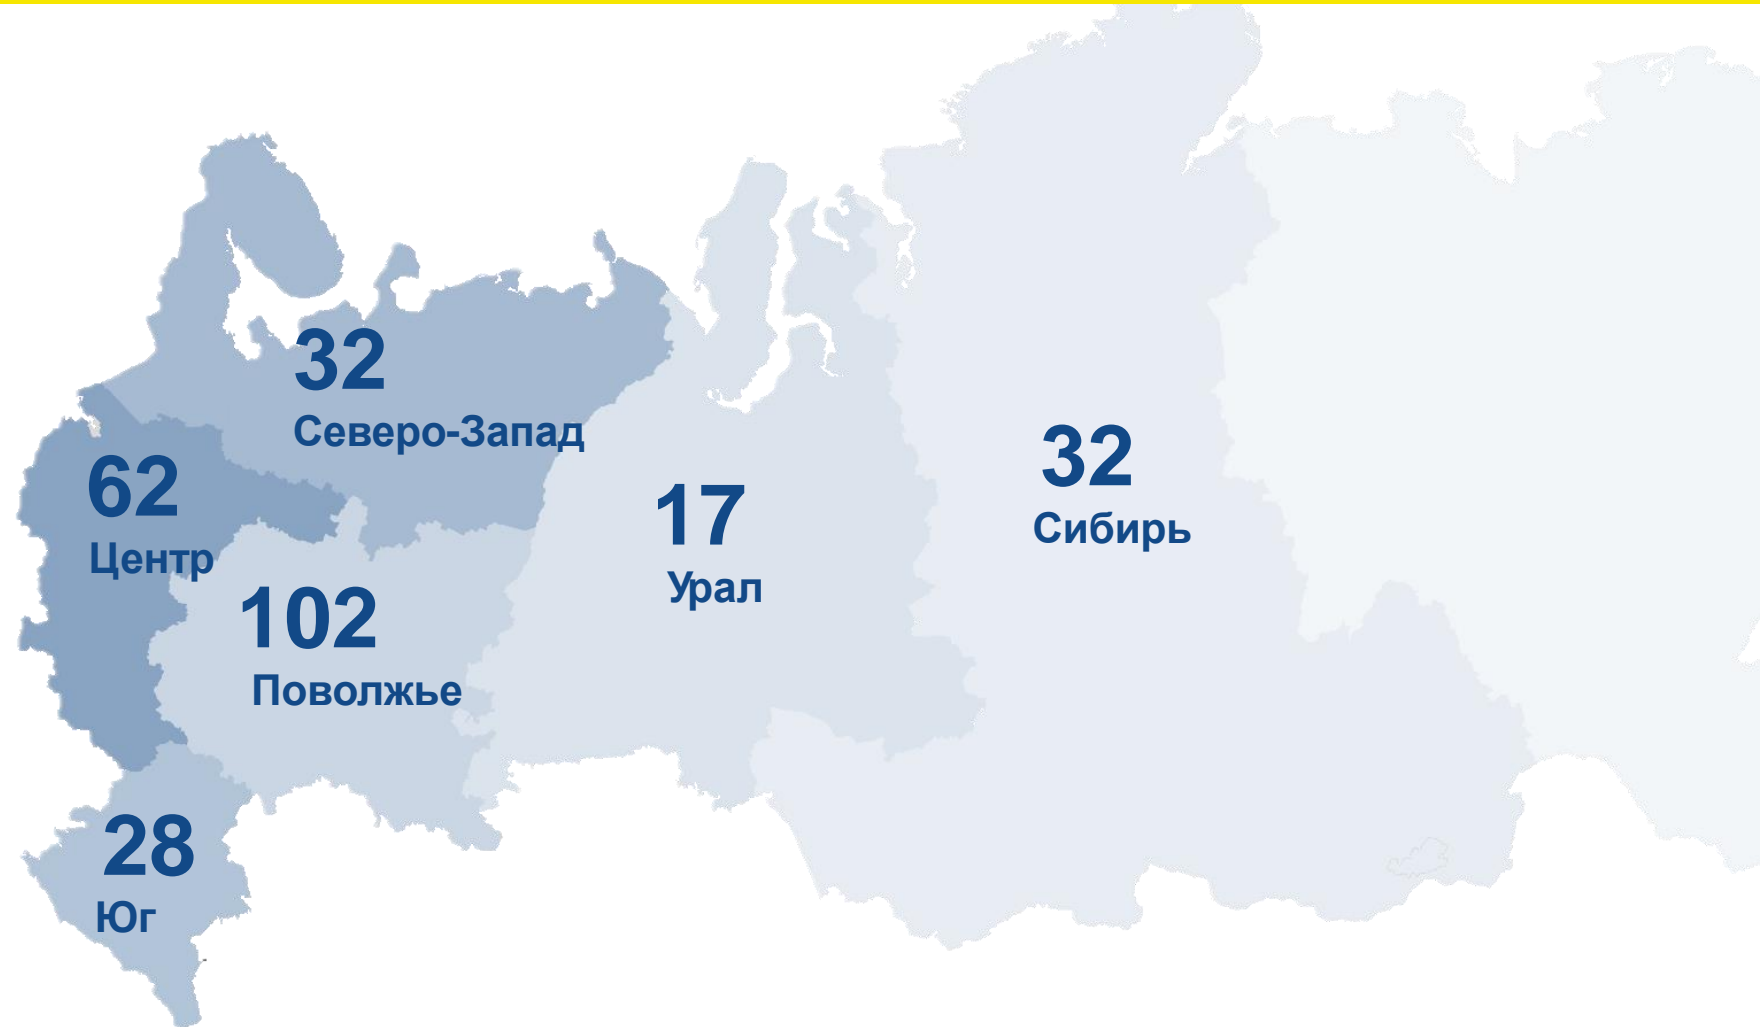 32
Северо-Запад
62
Центр
17
Урал
32
Сибирь
102
Поволжье
28
Юг